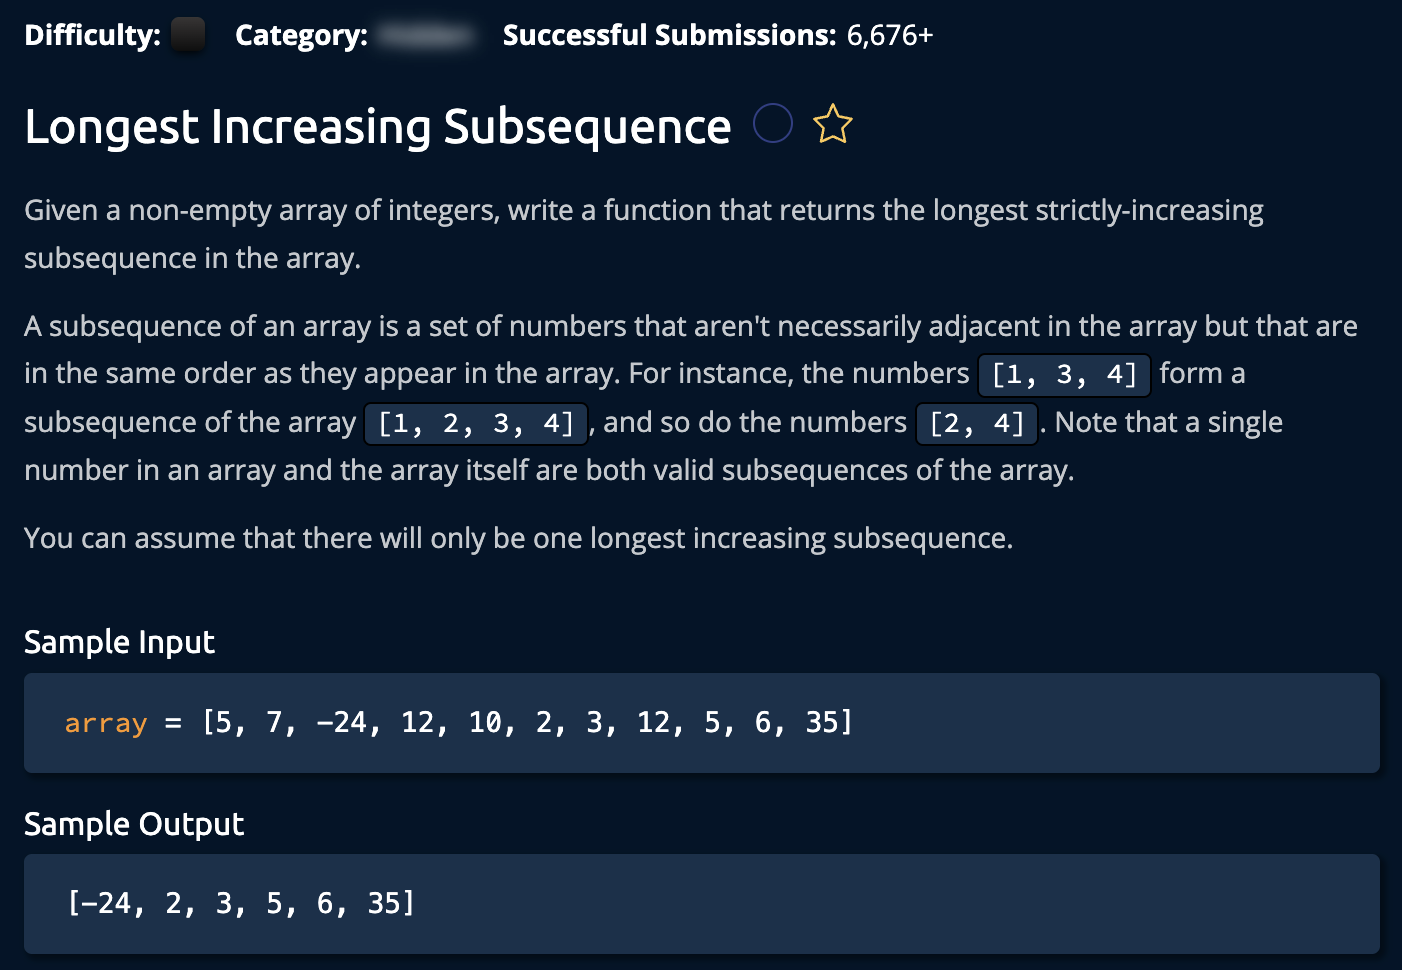 Difficulty: Category: Successful Submissions: 6,676+
Longest Increasing Subsequence
Given a non-empty array of integers, write a function that returns the longest strictly-increasing
subsequence in the array.
A subsequence of an array is a set of numbers that aren't necessarily adjacent in the array but that are
in the same order as they appear in the array. For instance, the numbers [1, 3, 4] form a
subsequence of the array [1, 2, 3, 4], and so do the numbers [2, 4]. Note that a single
number in an array and the array itself are both valid subsequences of the array.
You can assume that there will only be one longest increasing subsequence.
Sample Input
array = [5, 7, -24, 12, 10, 2, 3, 12, 5, 6, 35]
Sample Output
[-24, 2, 3, 5, 6, 35]